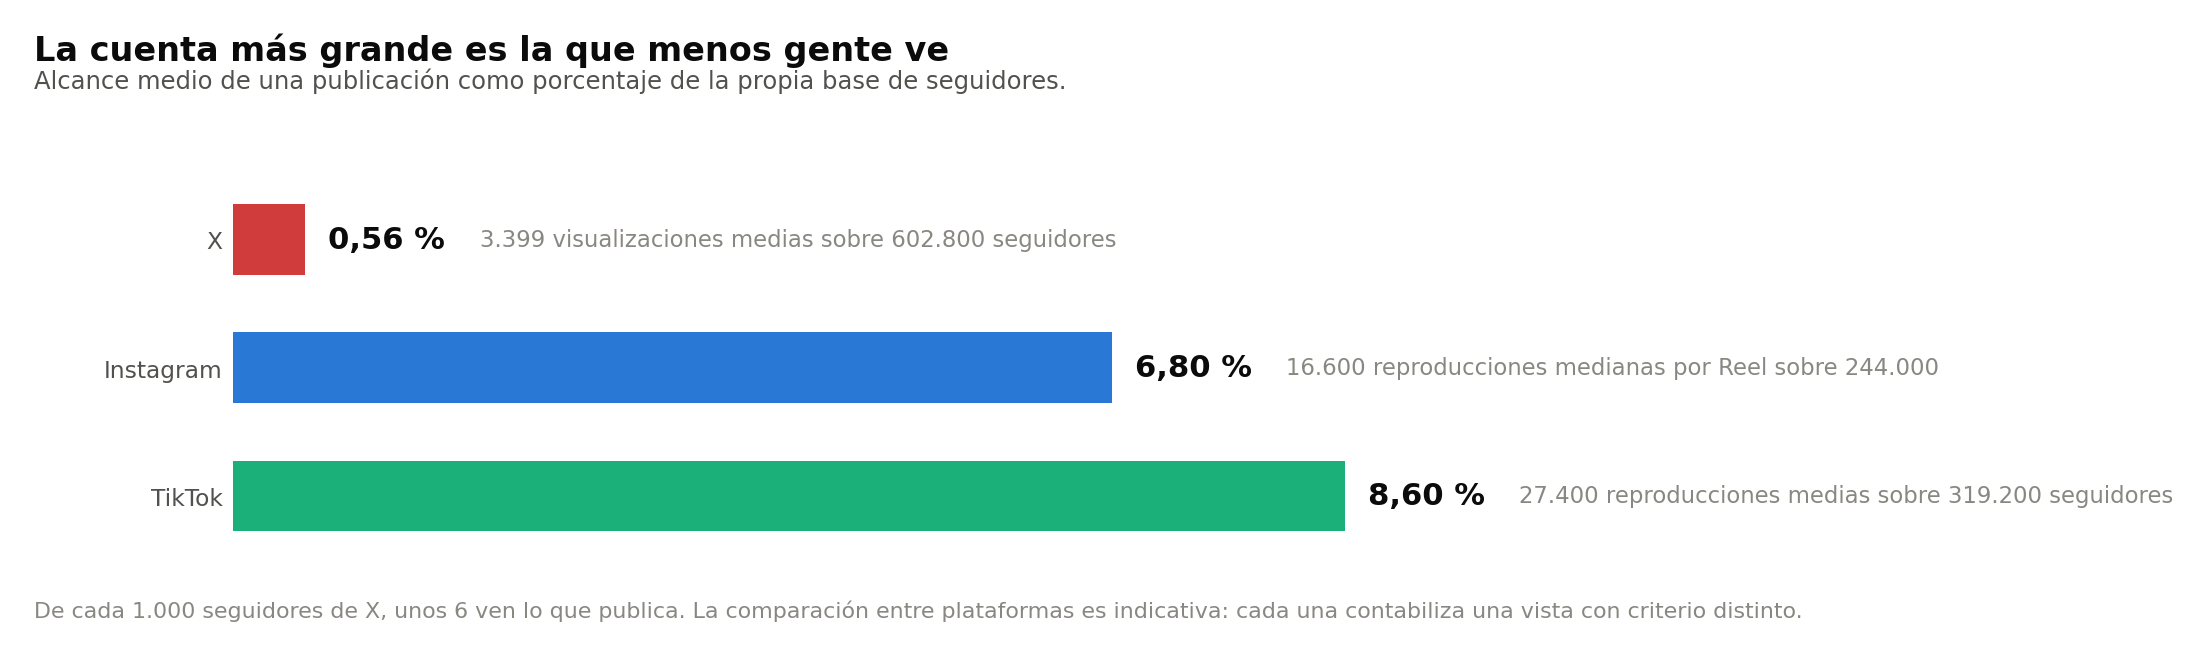 La cuenta más grande es la que menos gente ve
Alcance medio de una publicación como porcentaje de la propia base de seguidores.
X 0,56 % 3.399 visualizaciones medias sobre 602.800 seguidores
Instagram 6,80 % 16.600 reproducciones medianas por Reel sobre 244.000
TikTok 8,60 % 27.400 reproducciones medias sobre 319.200 seguidores
De cada 1.000 seguidores de X, unos 6 ven lo que publica. La comparación entre plataformas es indicativa: cada una contabiliza una vista con criterio distinto.